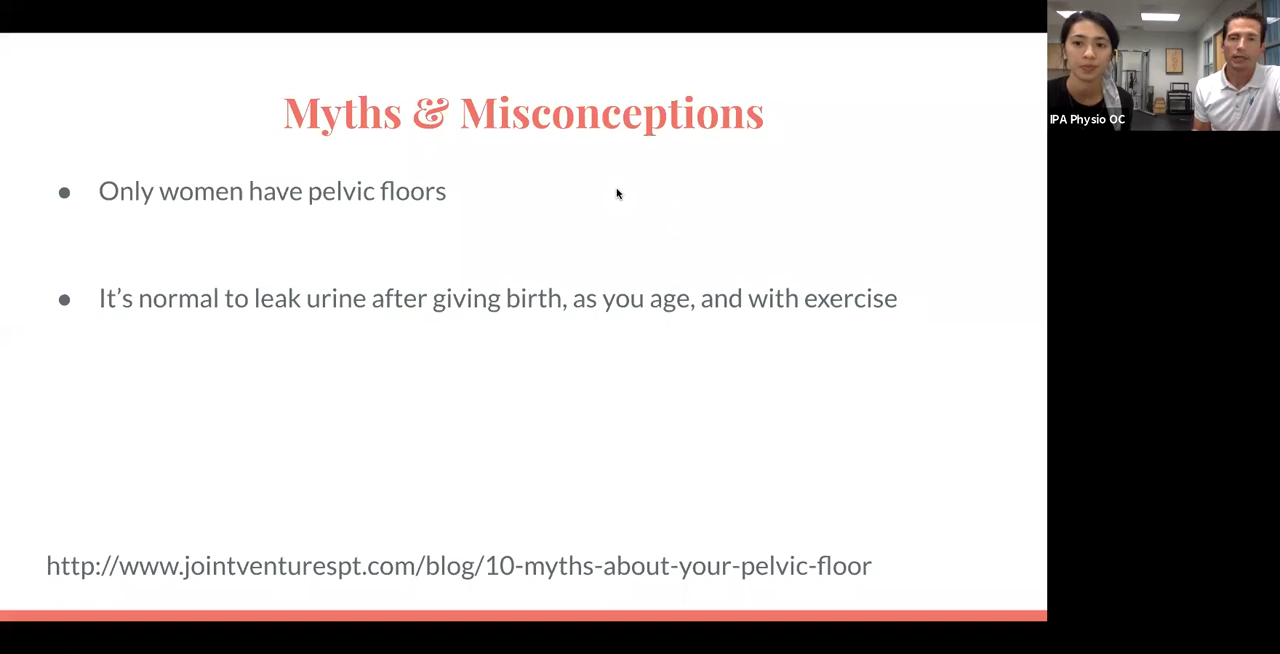 Myths & Misconceptions
● Only women have pelvic floors
● It’s normal to leak urine after giving birth, as you age, and with exercise
http://www.jointventurespt.com/blog/10-myths-about-your-pelvic-floor
IPA Physio OC